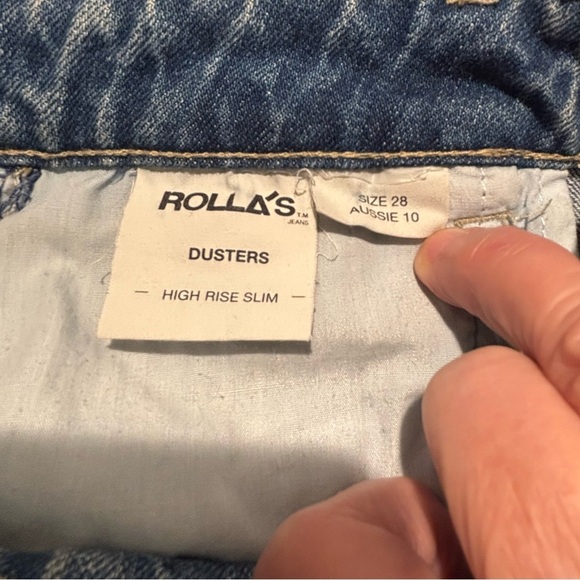 ROLLA'S TM
JEANS
DUSTERS
— HIGH RISE SLIM —
SIZE 28
AUSSIE 10